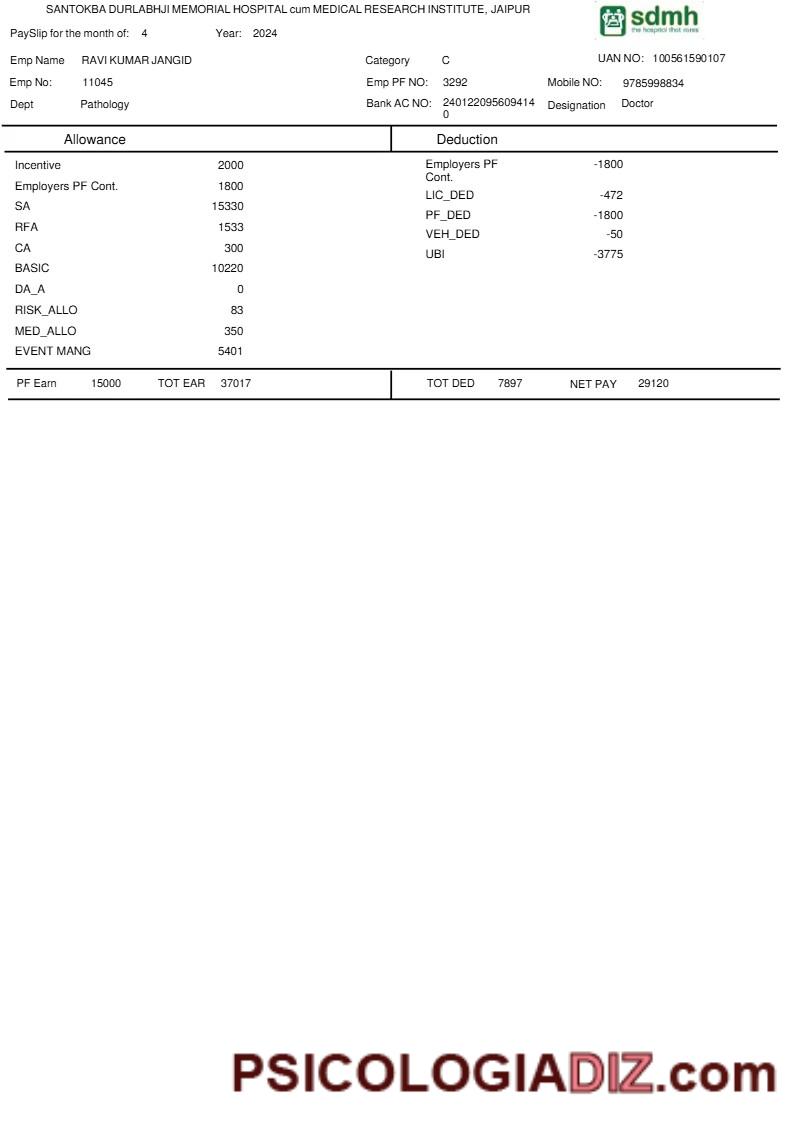 SANTOKBA DURLABHJI MEMORIAL HOSPITAL cum MEDICAL RESEARCH INSTITUTE, JAIPUR
sdmh
the hospital that cares
PaySlip for the month of: 4 Year: 2024
Emp Name RAVI KUMAR JANGID Category C UAN NO: 100561590107
Emp No: 11045 Emp PF NO: 3292 Mobile NO: 9785998834
Dept Pathology Bank AC NO: 240122095609414 Designation Doctor
0
Allowance Deduction
Incentive 2000 Employers PF -1800
Cont.
Employers PF Cont. 1800 LIC_DED -472
SA 15330 PF_DED -1800
RFA 1533 VEH_DED -50
CA 300 UBI -3775
BASIC 10220
DA_A 0
RISK_ALLO 83
MED_ALLO 350
EVENT MANG 5401
PF Earn 15000 TOT EAR 37017 TOT DED 7897 NET PAY 29120
PSICOLOGIADIZ.com